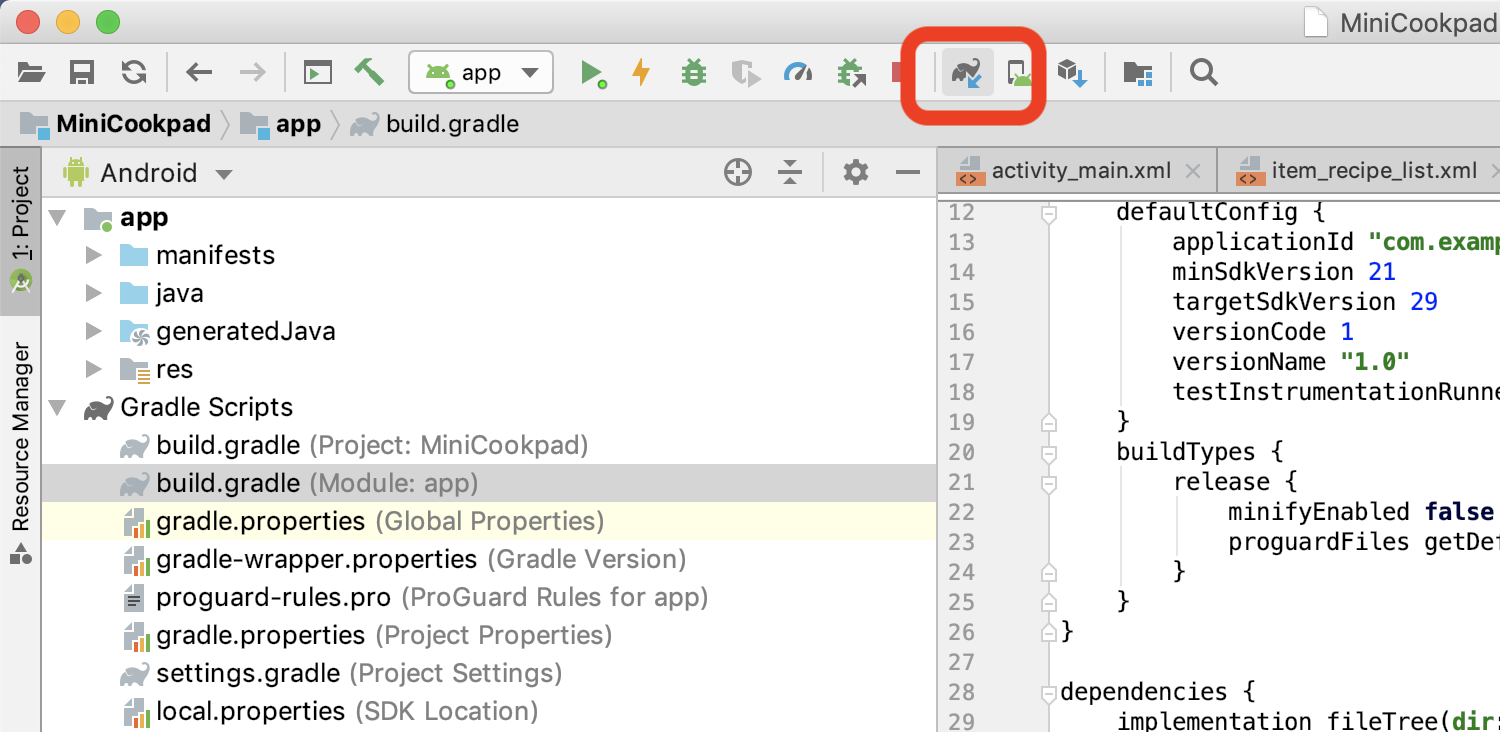 MiniCookpad
app
MiniCookpad
app
build.gradle
1: Project
Resource Manager
Android
app
manifests
java
generatedJava
res
Gradle Scripts
build.gradle (Project: MiniCookpad)
build.gradle (Module: app)
gradle.properties (Global Properties)
gradle-wrapper.properties (Gradle Version)
proguard-rules.pro (ProGuard Rules for app)
gradle.properties (Project Properties)
settings.gradle (Project Settings)
local.properties (SDK Location)
activity_main.xml
item_recipe_list.xml
12 defaultConfig {
13 applicationId "com.examp
14 minSdkVersion 21
15 targetSdkVersion 29
16 versionCode 1
17 versionName "1.0"
18 testInstrumentationRunne
19 }
20 buildTypes {
21 release {
22 minifyEnabled false
23 proguardFiles getDef
24 }
25 }
26 }
27
28 dependencies {
29 implementation fileTree(dir: